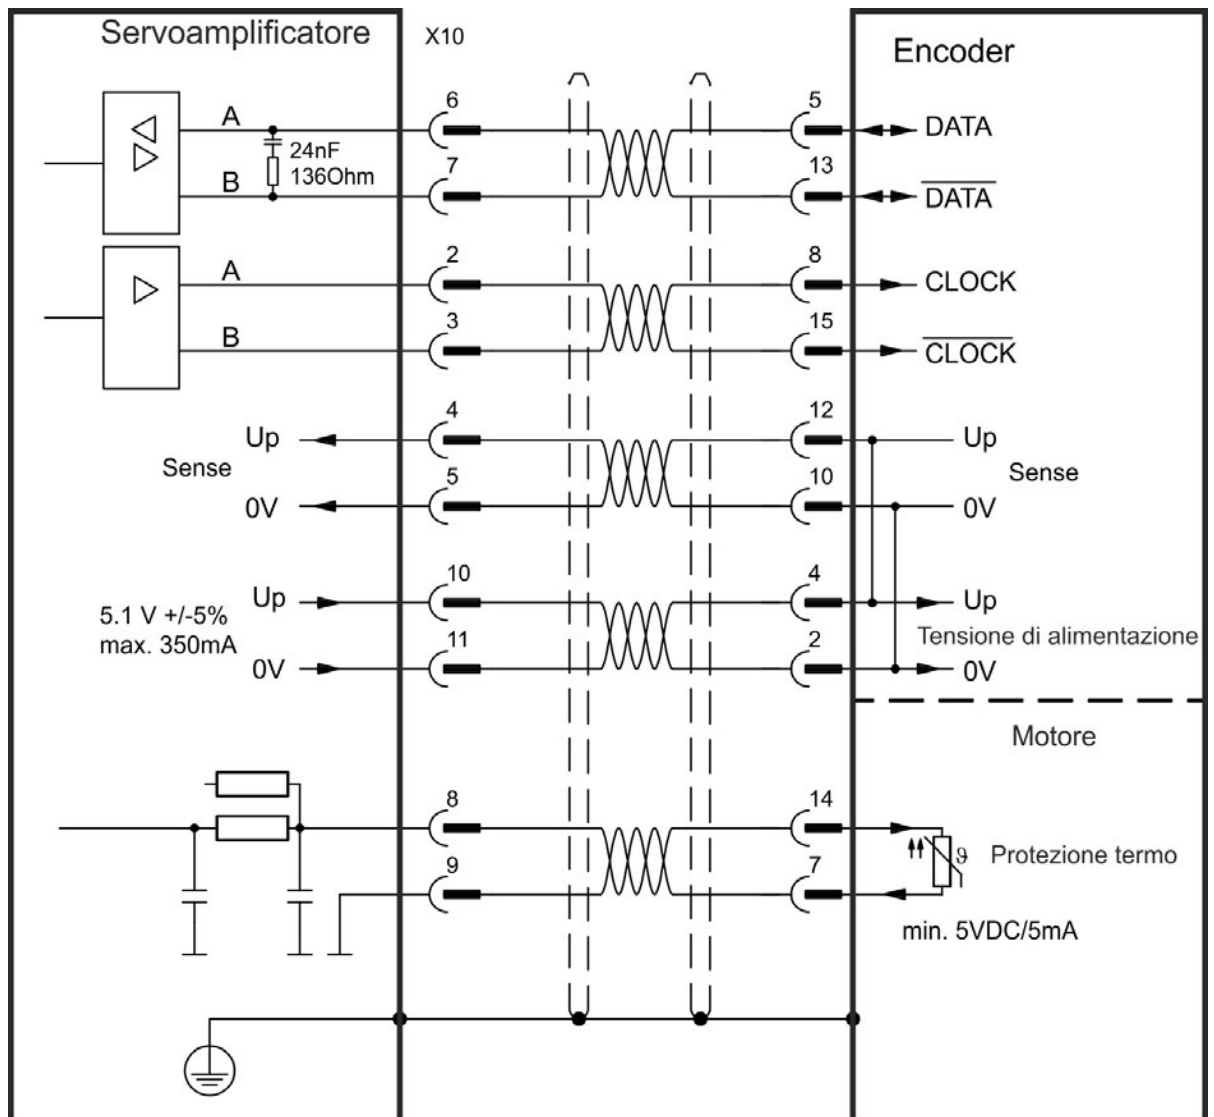 Servoamplificatore
X10
Encoder
A
6
5
DATA
24nF
136Ohm
B
7
13
DATA
A
2
8
CLOCK
B
3
15
CLOCK
Up
4
12
Up
Sense
Sense
0V
5
10
0V
5.1 V +/-5%
max. 350mA
Up
10
4
Up
Tensione di alimentazione
0V
11
2
0V
Motore
8
14
ϑ
Protezione termo
9
7
min. 5VDC/5mA